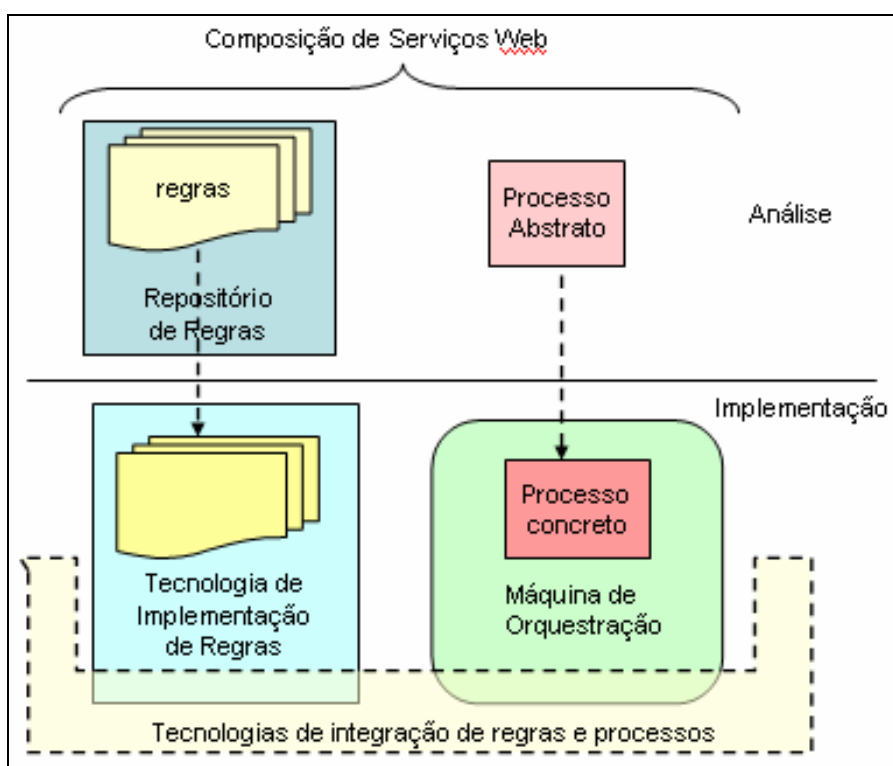 Composição de Serviços Web
regras
Processo
Abstrato
Análise
Repositório
de Regras
Implementação
Processo
concreto
Tecnologia de
Implementação
de Regras
Máquina de
Orquestração
Tecnologias de integração de regras e processos